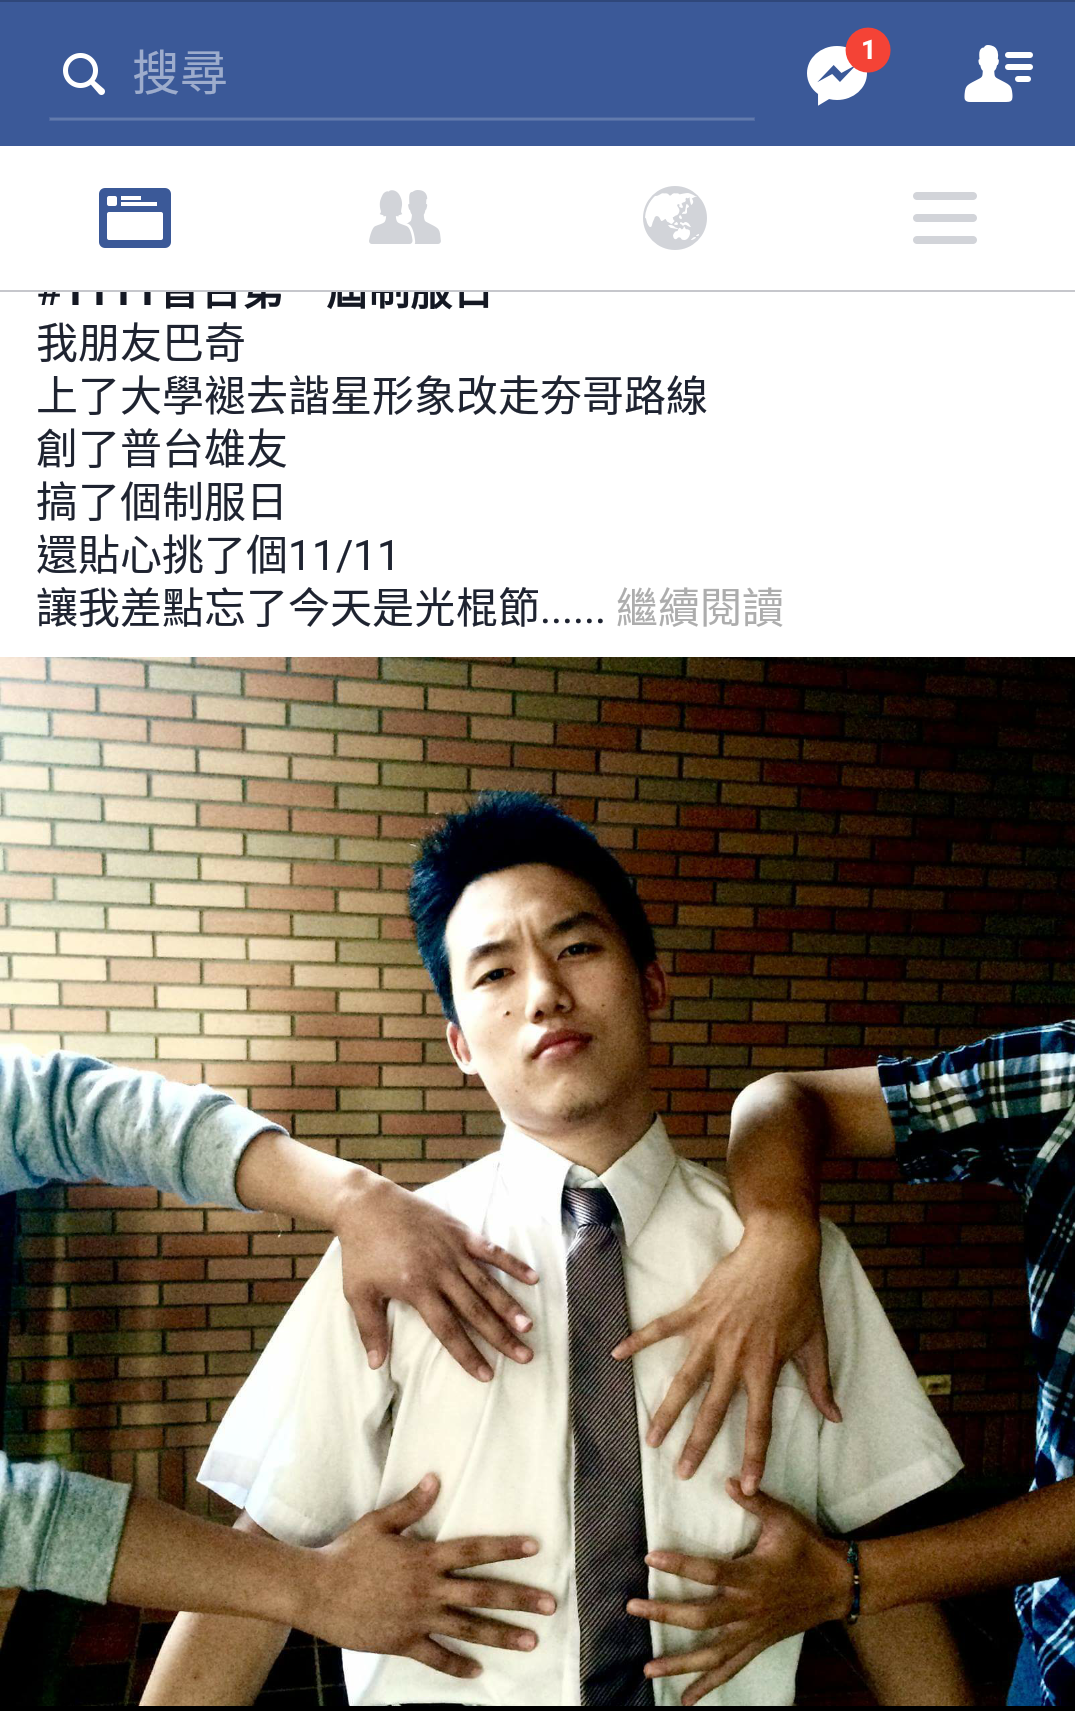 搜尋
1
我朋友巴奇
上了大學褪去諧星形象改走夯哥路線
創了普台雄友
搞了個制服日
還貼心挑了個11/11
讓我差點忘了今天是光棍節...... 繼續閱讀